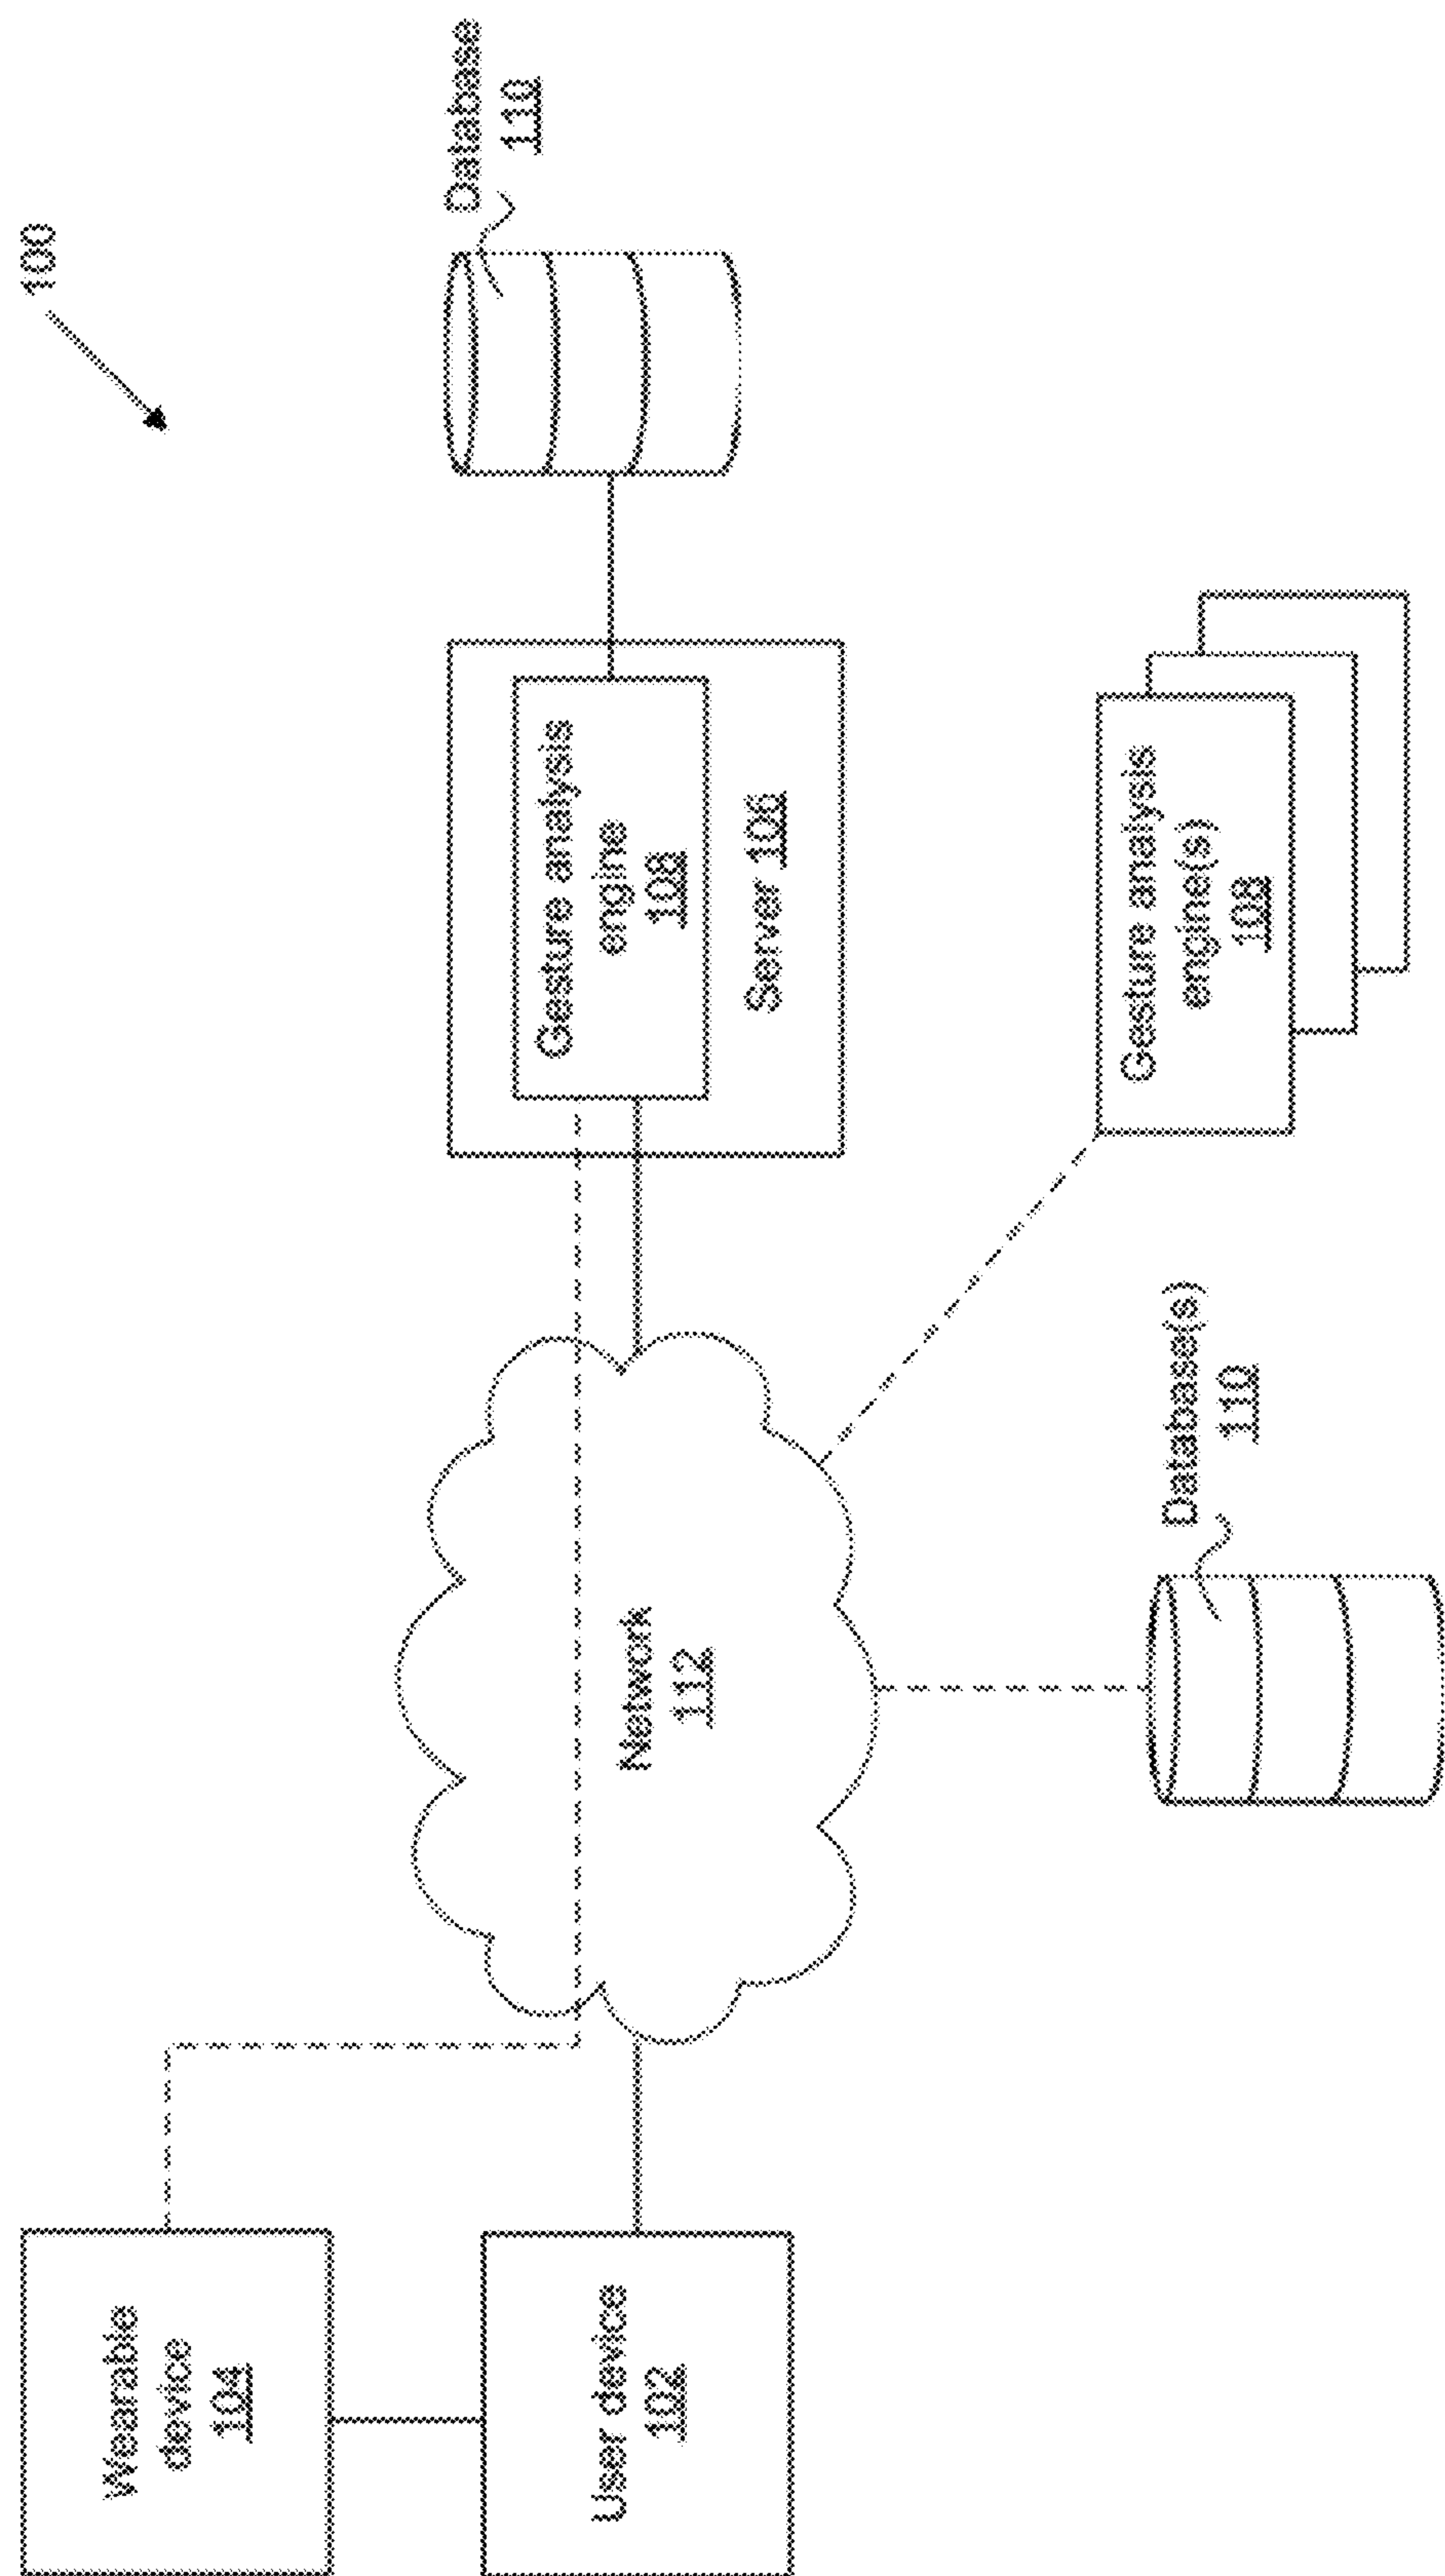 100
Wearable
device
104
User device
102
Network
112
Gesture analysis
engine
108
Server 106
Database
110
Database(s)
110
Gesture analysis
engine(s)
108